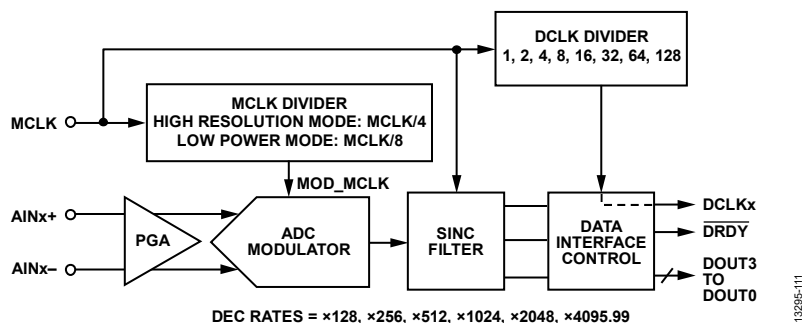 DCLK DIVIDER
1, 2, 4, 8, 16, 32, 64, 128
MCLK
MCLK DIVIDER
HIGH RESOLUTION MODE: MCLK/4
LOW POWER MODE: MCLK/8
MOD_MCLK
AINx+
AINx–
PGA
ADC
MODULATOR
SINC
FILTER
DATA
INTERFACE
CONTROL
DCLKx
DRDY
DOUT3
TO
DOUT0
DEC RATES = ×128, ×256, ×512, ×1024, ×2048, ×4095.99
13295-111